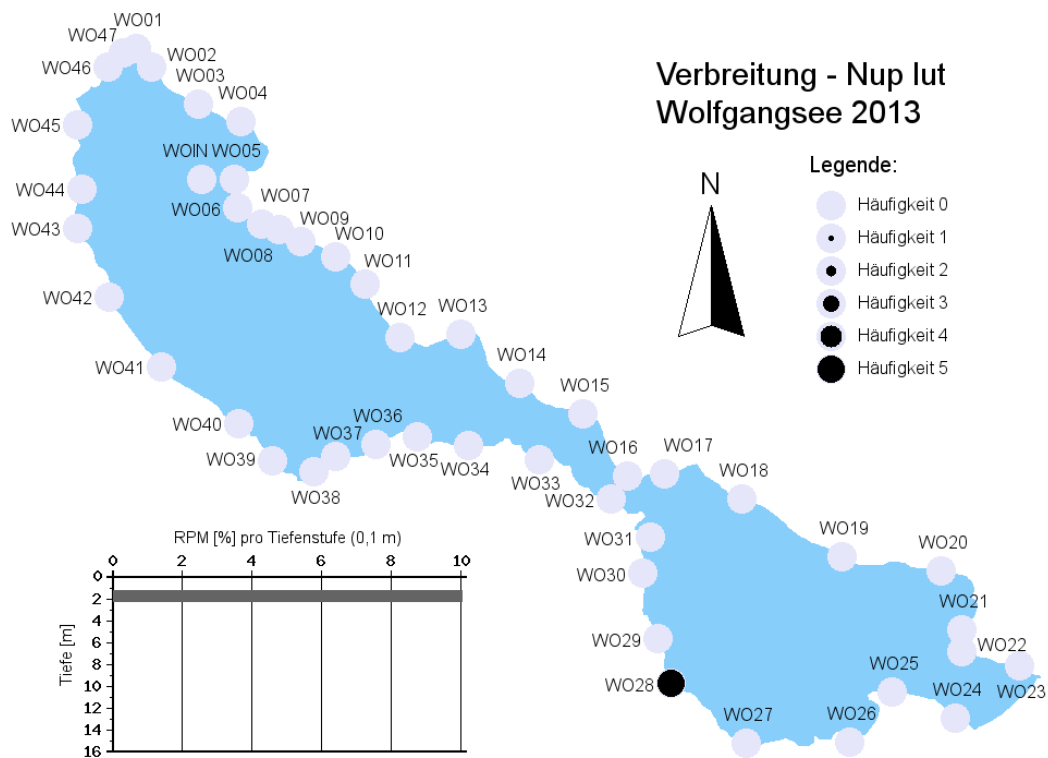 Verbreitung - Nup lut
Wolfgangsee 2013
Legende:
Häufigkeit 0
Häufigkeit 1
Häufigkeit 2
Häufigkeit 3
Häufigkeit 4
Häufigkeit 5
N
WO01
WO47
WO02
WO46
WO03
WO04
WO45
WOIN WO05
WO44
WO06
WO07
WO43
WO08
WO09
WO10
WO11
WO42
WO12
WO13
WO41
WO14
WO15
WO40
WO36
WO37
WO39
WO35
WO34
WO38
WO33
WO16
WO17
WO32
WO18
WO31
WO19
WO20
WO30
WO21
WO29
WO22
WO28
WO25
WO23
WO24
WO27
WO26
RPM [%] pro Tiefenstufe (0,1 m)
0 2 4 6 8 10
Tiefe [m]
0
2
4
6
8
10
12
14
16